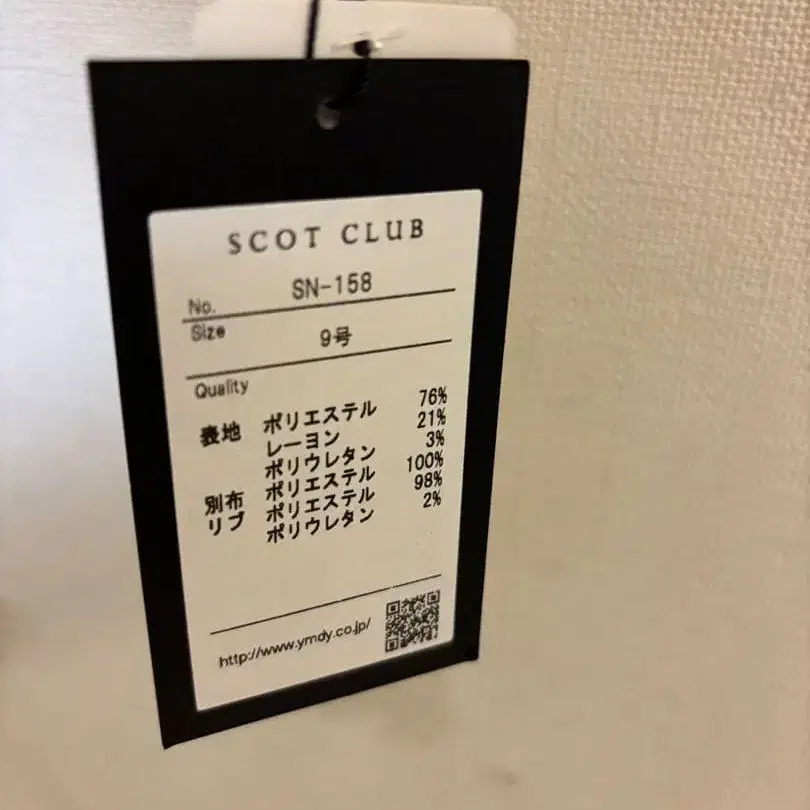 SCOT CLUB
No. SN-158
Size 9号
Quality
表地 ポリエステル 76%
レーヨン 21%
ポリウレタン 3%
別布 ポリエステル 100%
リブ ポリエステル 98%
ポリウレタン 2%
http://www.ymdy.co.jp/